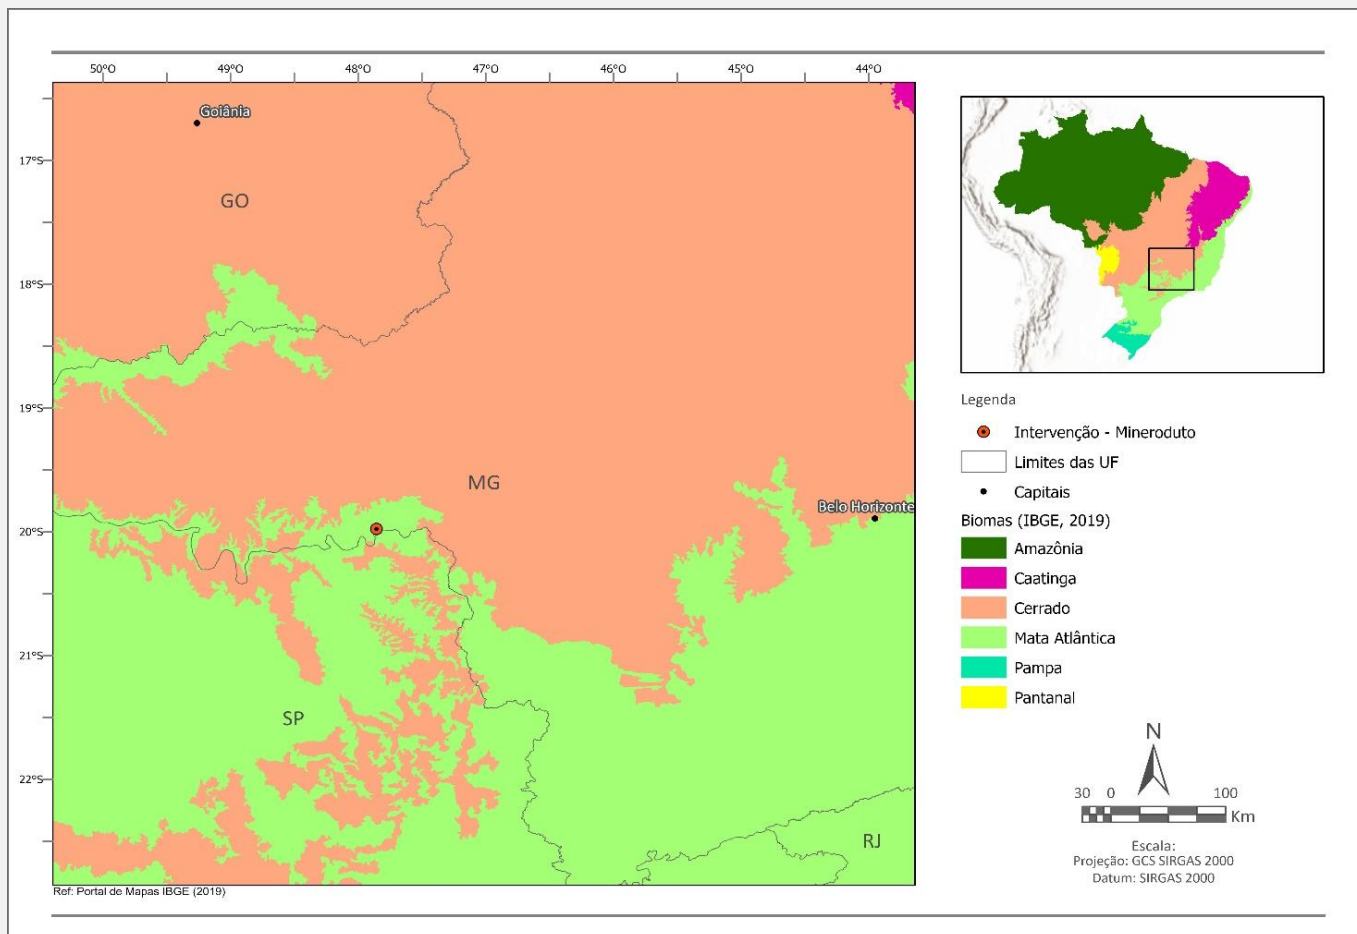 50°O 49°O 48°O 47°O 46°O 45°O 44°O
Goiânia
17°S
GO
18°S
19°S
MG
Belo Horizonte
20°S
21°S
SP
22°S
RJ
Ref: Portal de Mapas IBGE (2019)
Legenda
Intervenção - Mineroduto
Limites das UF
Capitais
Biomas (IBGE, 2019)
Amazônia
Caatinga
Cerrado
Mata Atlântica
Pampa
Pantanal
N
30 0 100
Km
Escala:
Projeção: GCS SIRGAS 2000
Datum: SIRGAS 2000